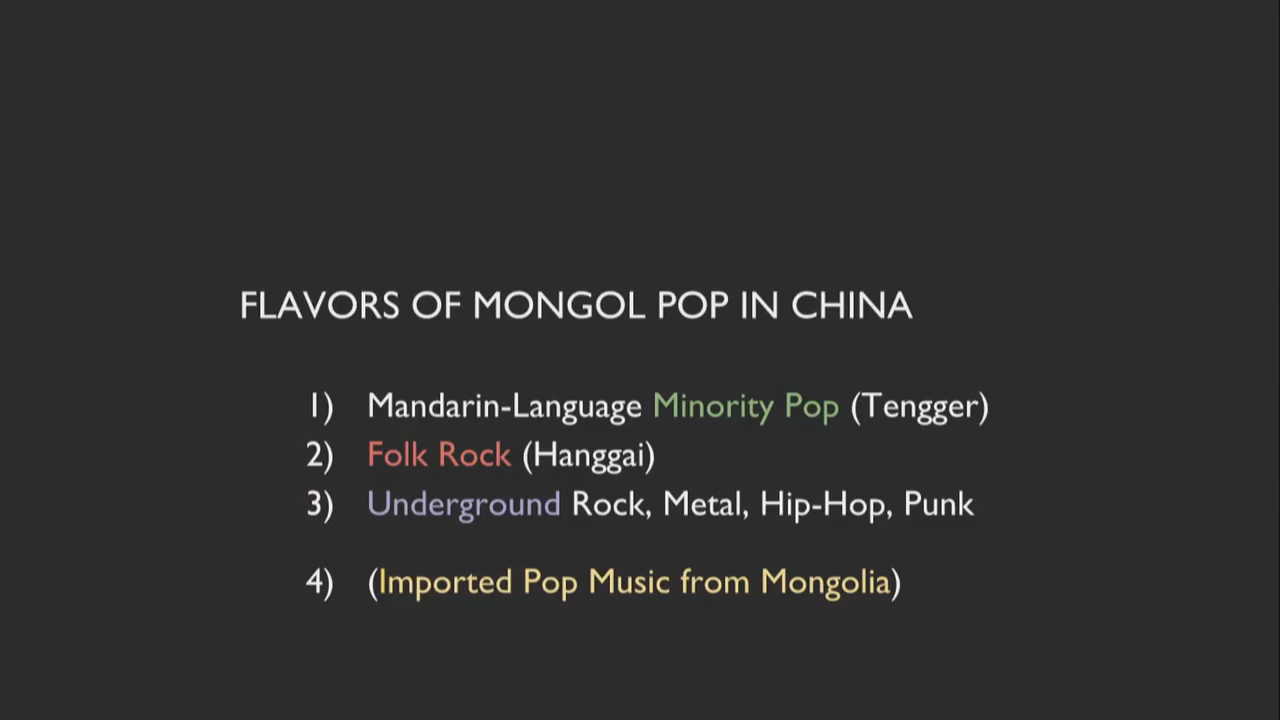 FLAVORS OF MONGOL POP IN CHINA
1) Mandarin-Language Minority Pop (Tengger)
2) Folk Rock (Hanggai)
3) Underground Rock, Metal, Hip-Hop, Punk
4) (Imported Pop Music from Mongolia)